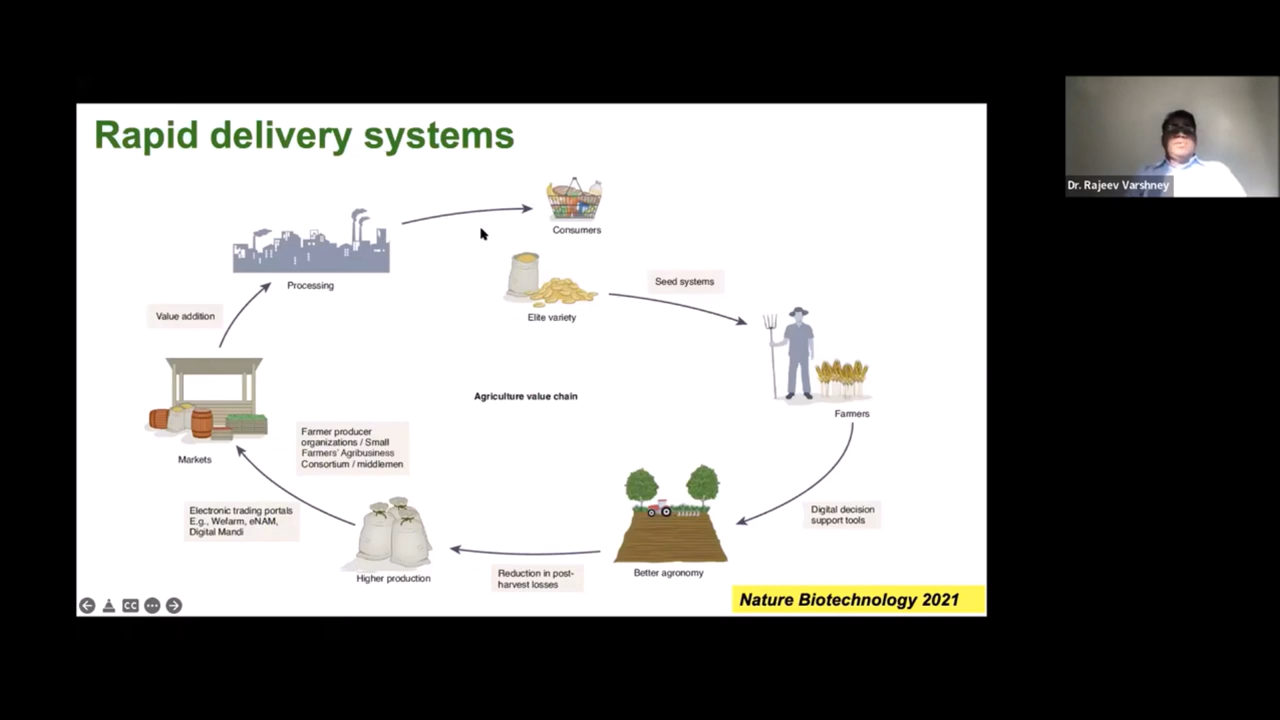 Rapid delivery systems
Consumers
Processing
Seed systems
Elite variety
Value addition
Agriculture value chain
Farmers
Farmer producer
organizations / Small
Farmers' Agribusiness
Consortium / middlemen
Markets
Electronic trading portals
E.g., Wefarm, eNAM,
Digital Mandi
Digital decision
support tools
Higher production
Reduction in post-
harvest losses
Better agronomy
Nature Biotechnology 2021
CC
Dr. Rajeev Varshney